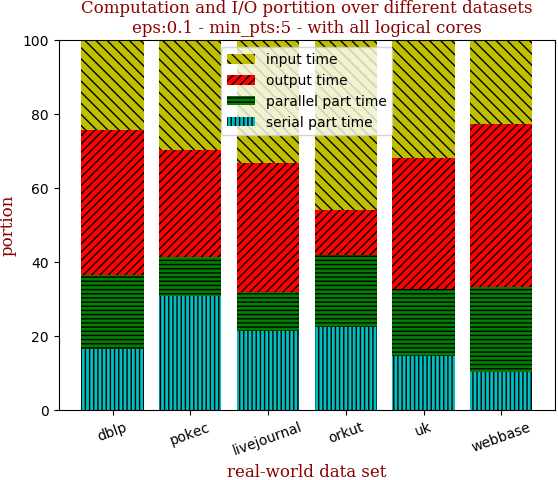 Computation and I/O portion over different datasets
eps:0.1 - min_pts:5 - with all logical cores
portion
100
80
60
40
20
0
input time
output time
parallel part time
serial part time
dblp
pokec
livejournal
orkut
uk
webbase
real-world data set